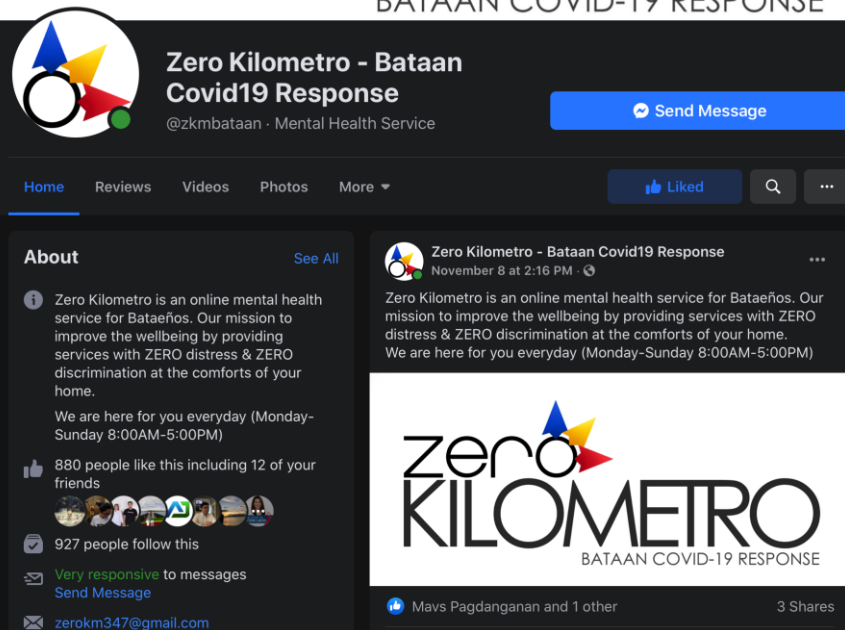 BATAAN COVID-19 RESPONSE
Zero Kilometro - Bataan
Covid19 Response
@zkmbataan · Mental Health Service
Send Message
Home
Reviews
Videos
Photos
More
Liked
About
See All
Zero Kilometro is an online mental health
service for Bataeños. Our mission to
improve the wellbeing by providing
services with ZERO distress & ZERO
discrimination at the comforts of your
home.
We are here for you everyday (Monday-
Sunday 8:00AM-5:00PM)
880 people like this including 12 of your
friends
927 people follow this
Very responsive to messages
Send Message
zerokm347@gmail.com
Zero Kilometro - Bataan Covid19 Response
November 8 at 2:16 PM ·
Zero Kilometro is an online mental health service for Bataeños. Our
mission to improve the wellbeing by providing services with ZERO
distress & ZERO discrimination at the comforts of your home.
We are here for you everyday (Monday-Sunday 8:00AM-5:00PM)
zero
KILOMETRO
BATAAN COVID-19 RESPONSE
Mavs Pagdanganan and 1 other
3 Shares